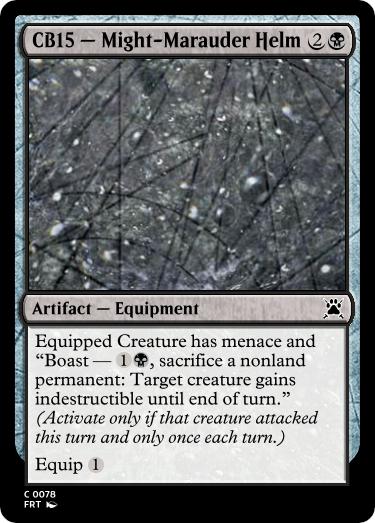 CB15 — Might-Marauder Helm 2
Artifact — Equipment
Equipped Creature has menace and
“Boast — 1, sacrifice a nonland
permanent: Target creature gains
indestructible until end of turn.”
(Activate only if that creature attacked
this turn and only once each turn.)
Equip 1
C 0078
FRT